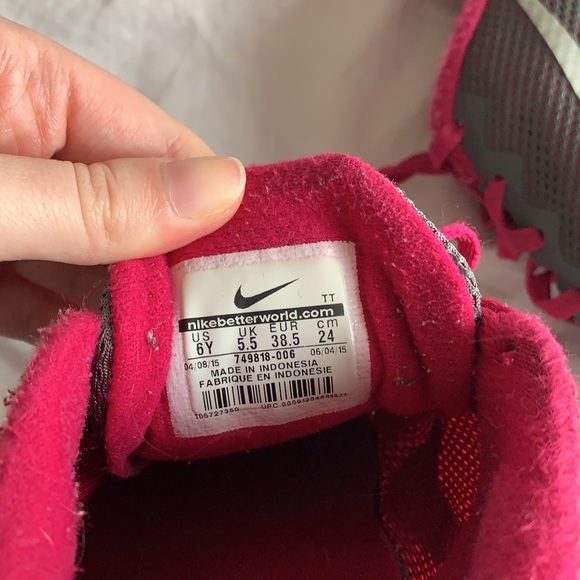 TT
nikebetterworld.com
US UK EUR cm
6Y 5.5 38.5 24
04/08/15 749818-006 06/04/15
MADE IN INDONESIA
FABRIQUE EN INDONESIE
UPC